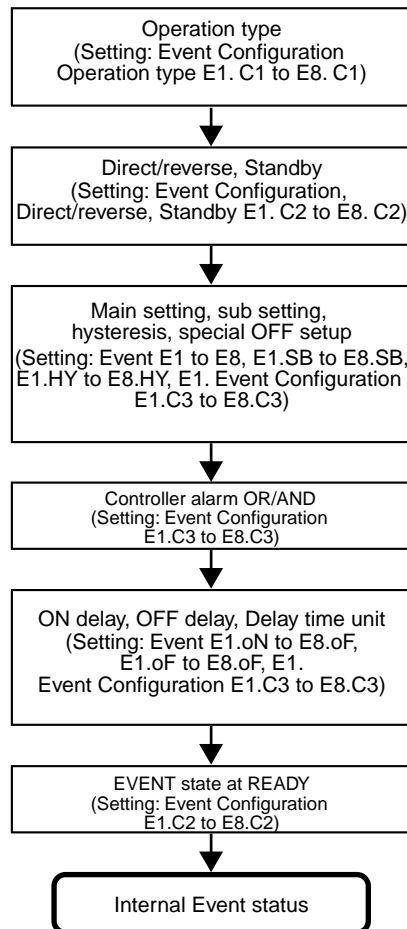 Operation type
(Setting: Event Configuration
Operation type E1. C1 to E8. C1)
Direct/reverse, Standby
(Setting: Event Configuration,
Direct/reverse, Standby E1. C2 to E8. C2)
Main setting, sub setting,
hysteresis, special OFF setup
(Setting: Event E1 to E8, E1.SB to E8.SB,
E1.HY to E8.HY, E1. Event Configuration
E1.C3 to E8.C3)
Controller alarm OR/AND
(Setting: Event Configuration
E1.C3 to E8.C3)
ON delay, OFF delay, Delay time unit
(Setting: Event E1.oN to E8.oF,
E1.oF to E8.oF, E1.
Event Configuration E1.C3 to E8.C3)
EVENT state at READY
(Setting: Event Configuration
E1.C2 to E8.C2)
Internal Event status